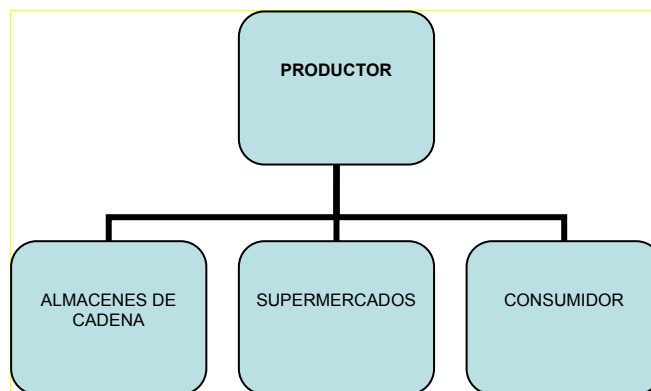 PRODUCTOR
ALMACENES DE
CADENA
SUPERMERCADOS
CONSUMIDOR